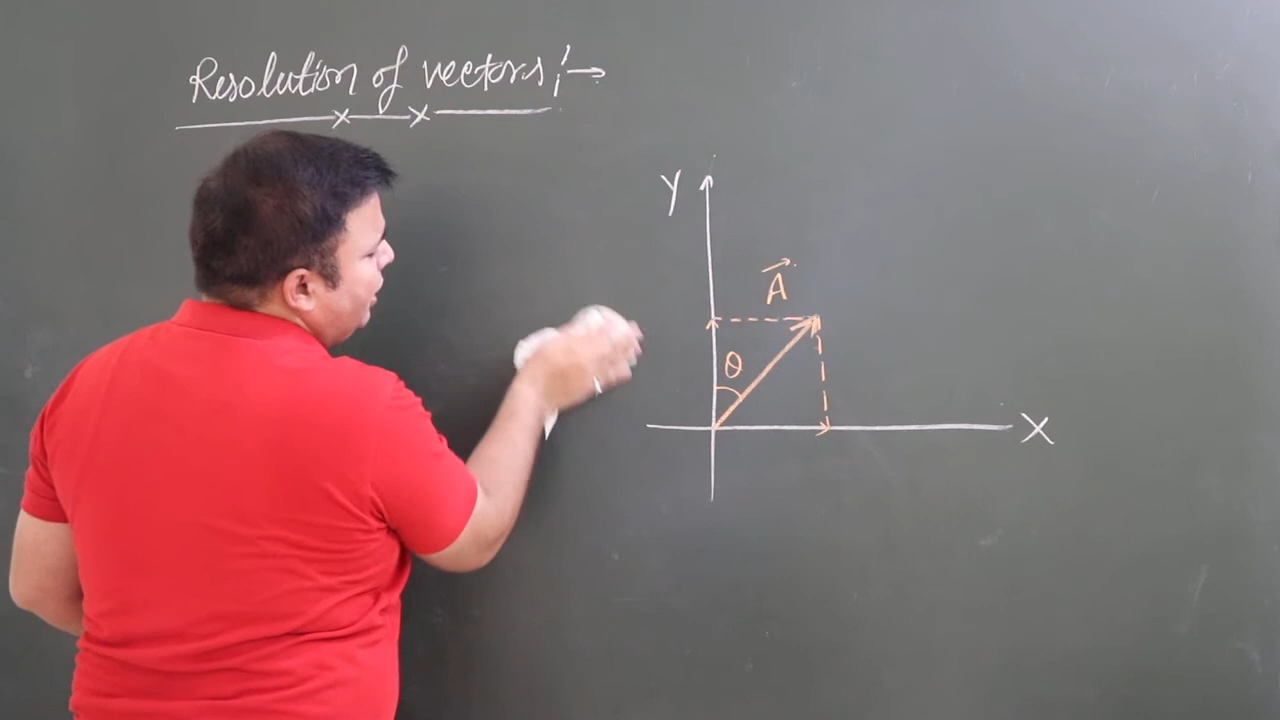 Resolution of vectors :→
Y
A⃗
θ
X